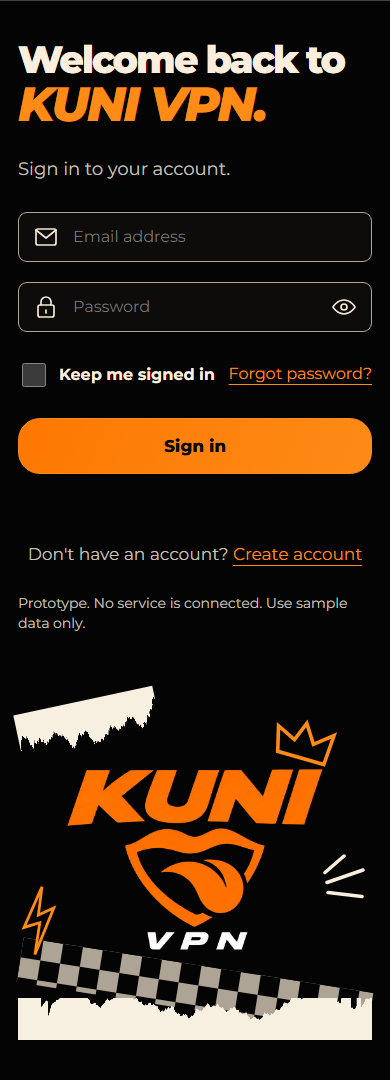 Welcome back to
KUNI VPN.
Sign in to your account.
Email address
Password
Keep me signed in Forgot password?
Sign in
Don't have an account? Create account
Prototype. No service is connected. Use sample
data only.
KUNI
VPN